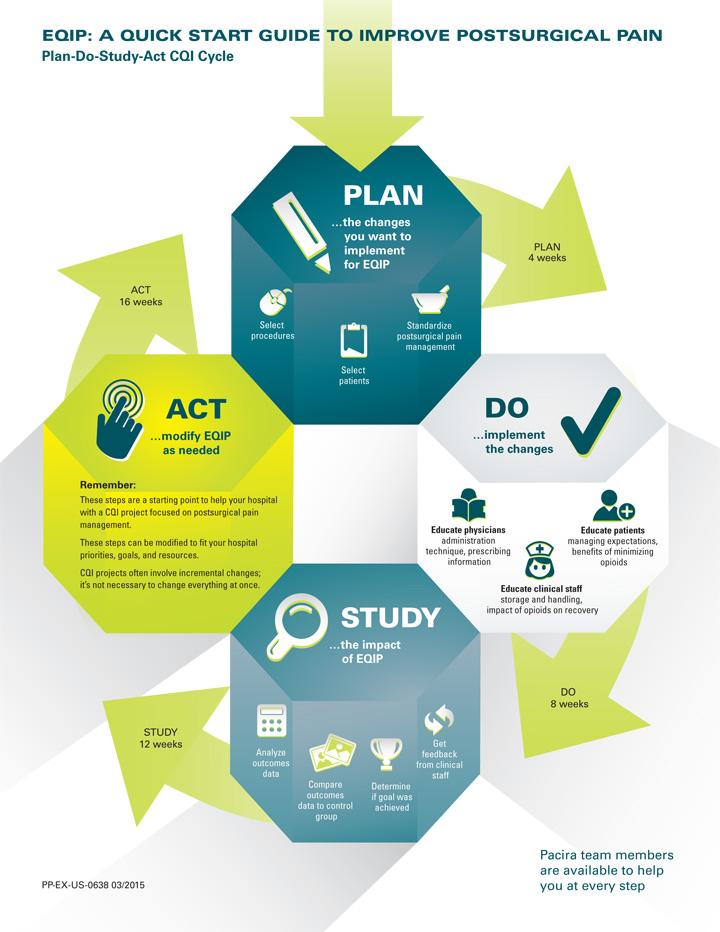 EQIP: A QUICK START GUIDE TO IMPROVE POSTSURGICAL PAIN
Plan-Do-Study-Act CQI Cycle
PLAN
...the changes
you want to
implement
for EQIP
Select
procedures
Select
patients
Standardize
postsurgical pain
management
PLAN
4 weeks
DO
...implement
the changes
Educate physicians
administration
technique, prescribing
information
Educate clinical staff
storage and handling,
impact of opioids on recovery
Educate patients
managing expectations,
benefits of minimizing
opioids
DO
8 weeks
STUDY
...the impact
of EQIP
Analyze
outcomes
data
Compare
outcomes
data to control
group
Determine
if goal was
achieved
Get
feedback
from clinical
staff
STUDY
12 weeks
ACT
...modify EQIP
as needed
Remember:
These steps are a starting point to help your hospital
with a CQI project focused on postsurgical pain
management.
These steps can be modified to fit your hospital
priorities, goals, and resources.
CQI projects often involve incremental changes;
it's not necessary to change everything at once.
ACT
16 weeks
Pacira team members
are available to help
you at every step
PP-EX-US-0638 03/2015